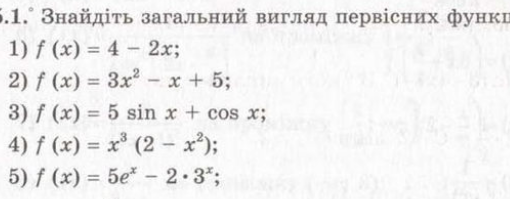 5.1.° Знайдіть загальний вигляд первісних функц
1) f (x) = 4 − 2x;
2) f (x) = 3x² − x + 5;
3) f (x) = 5 sin x + cos x;
4) f (x) = x³ (2 − x²);
5) f (x) = 5eˣ − 2 · 3ˣ;